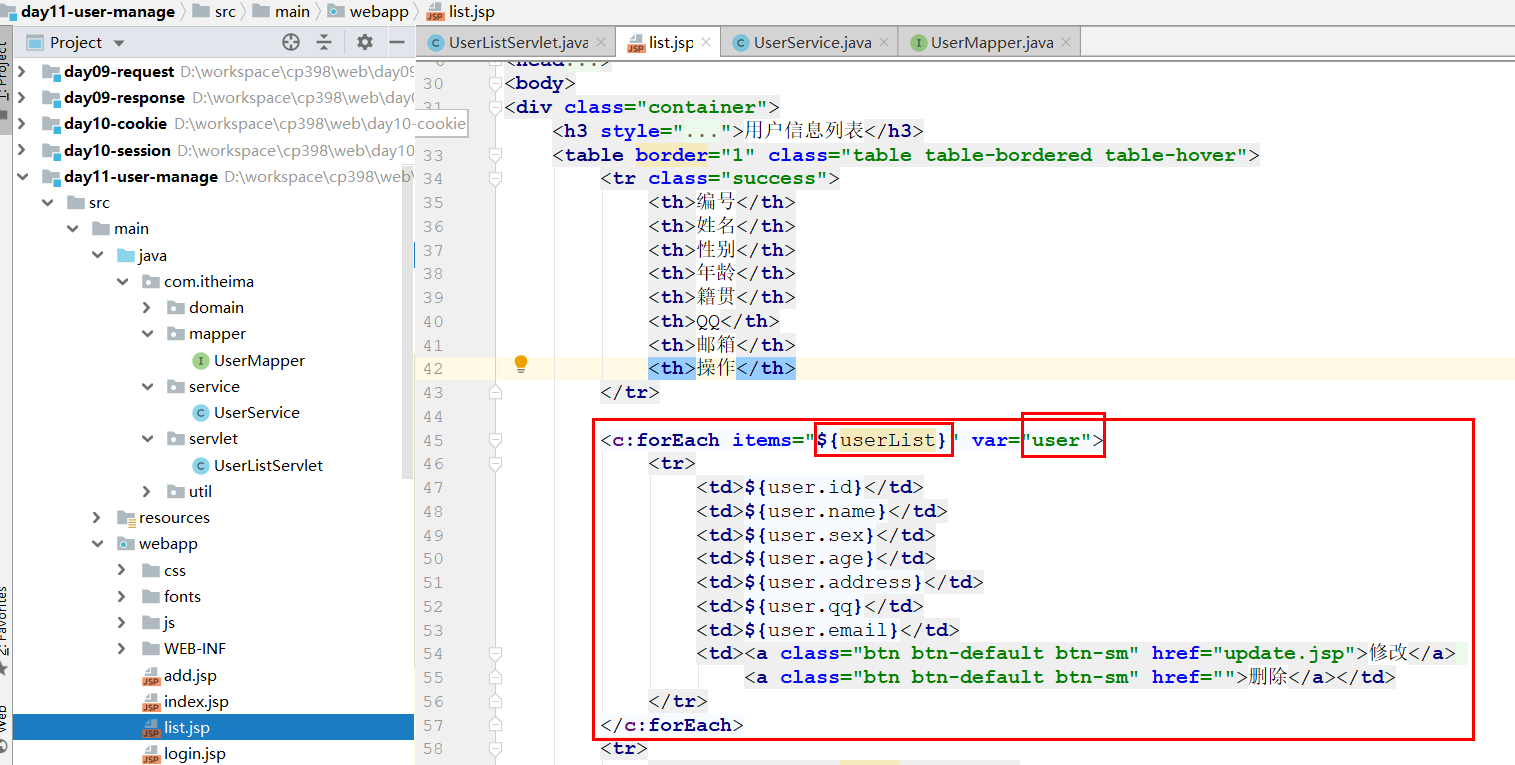 day11-user-manage src main webapp list.jsp
Project
UserListServlet.java list.jsp UserService.java UserMapper.java
1: Project
day09-request D:\workspace\cp398\web\day09
day09-response D:\workspace\cp398\web\day0
day10-cookie D:\workspace\cp398\web\day10-cookie
day10-session D:\workspace\cp398\web\day10
day11-user-manage D:\workspace\cp398\web\
src
main
java
com.itheima
domain
mapper
UserMapper
service
UserService
servlet
UserListServlet
util
resources
webapp
css
fonts
js
WEB-INF
add.jsp
index.jsp
list.jsp
login.jsp
2: Favorites
Web
<head...>
30 <body>
31 <div class="container">
<h3 style="...">用户信息列表</h3>
33 <table border="1" class="table table-bordered table-hover">
34 <tr class="success">
35 <th>编号</th>
36 <th>姓名</th>
37 <th>性别</th>
38 <th>年龄</th>
39 <th>籍贯</th>
40 <th>QQ</th>
41 <th>邮箱</th>
42 <th>操作</th>
43 </tr>
44
45 <c:forEach items="${userList}" var="user">
46 <tr>
47 <td>${user.id}</td>
48 <td>${user.name}</td>
49 <td>${user.sex}</td>
50 <td>${user.age}</td>
51 <td>${user.address}</td>
52 <td>${user.qq}</td>
53 <td>${user.email}</td>
54 <td><a class="btn btn-default btn-sm" href="update.jsp">修改</a>
55 <a class="btn btn-default btn-sm" href="">删除</a></td>
56 </tr>
57 </c:forEach>
58 <tr>